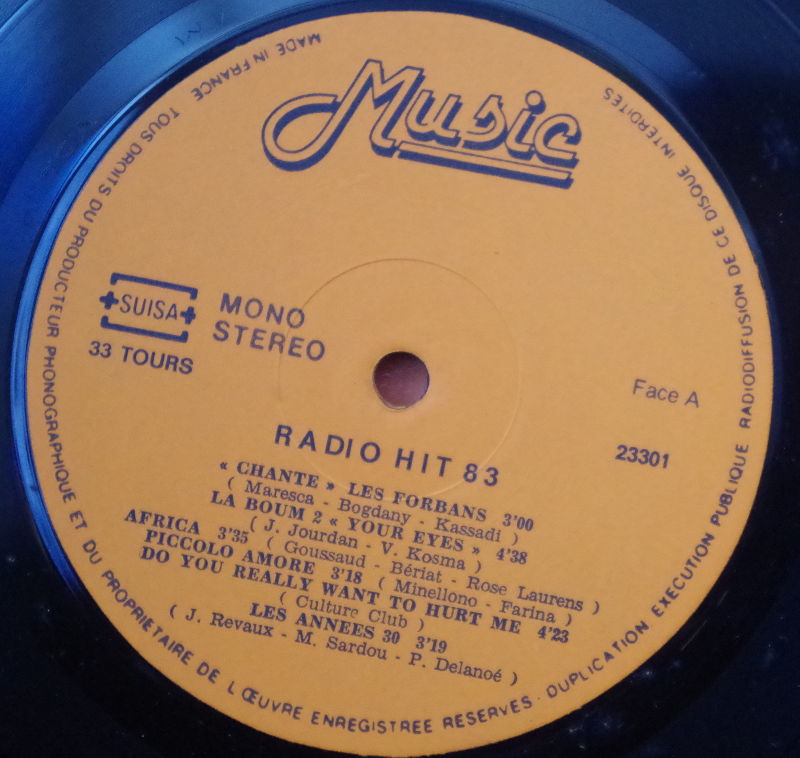 Music
MADE IN FRANCE TOUS DROITS DU PRODUCTEUR PHONOGRAPHIQUE ET DU PROPRIETAIRE DE L'ŒUVRE ENREGISTREE RESERVES. DUPLICATION EXECUTION PUBLIQUE RADIODIFFUSION DE CE DISQUE INTERDITES
SUISA
MONO
STEREO
33 TOURS
Face A
23301
RADIO HIT 83
« CHANTE » LES FORBANS 3'00
( Maresca - Bogdany - Kassadi )
LA BOUM 2 « YOUR EYES » 4'38
( J. Jourdan - V. Kosma )
AFRICA 3'35 ( Goussaud - Bériat - Rose Laurens )
PICCOLO AMORE 3'18 ( Minellono - Farina )
DO YOU REALLY WANT TO HURT ME 4'23
( Culture Club )
LES ANNEES 30 3'19
( J. Revaux - M. Sardou - P. Delanoé )